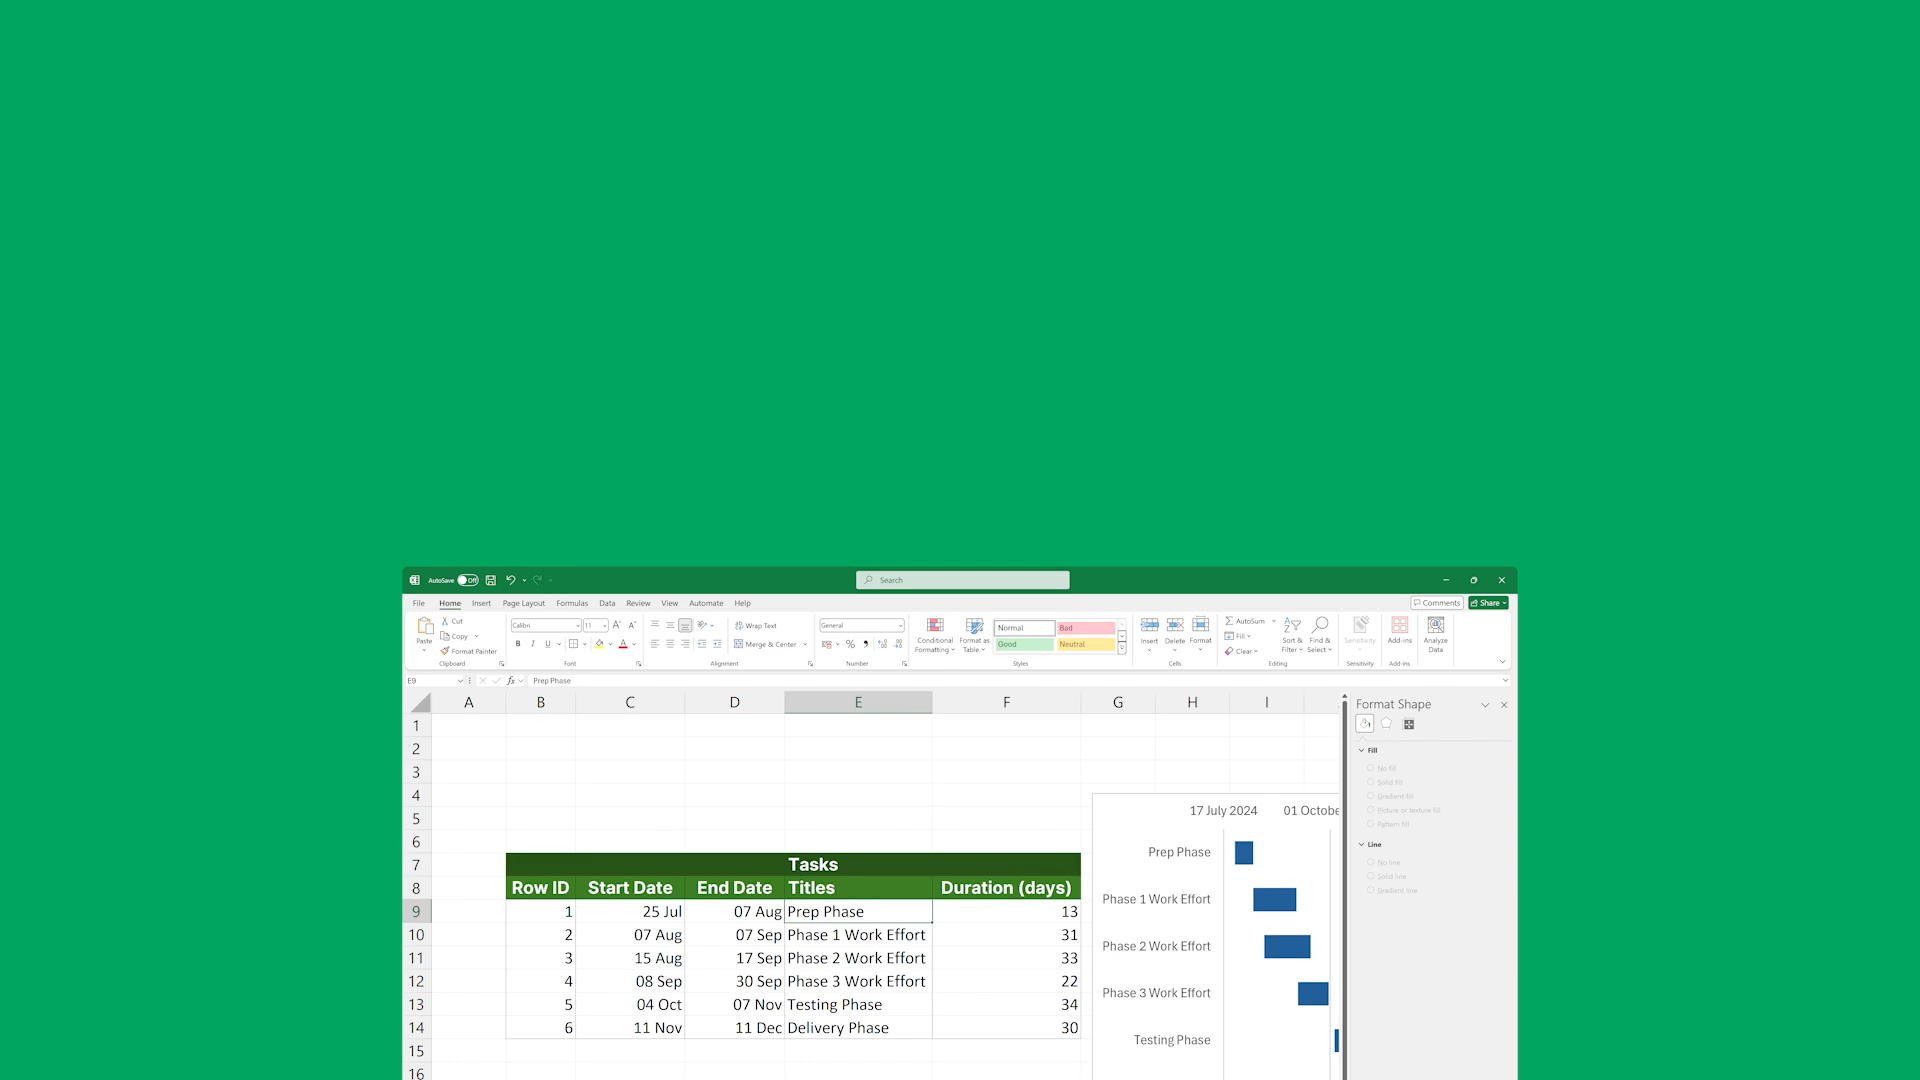 AutoSave Off Search
File Home Insert Page Layout Formulas Data Review View Automate Help Comments Share
Paste Cut Copy Format Painter Clipboard
Calibri 11 B I U A Font
Wrap Text Merge & Center Alignment
General % Number
Conditional Formatting Format as Table Normal Bad Good Neutral Styles
Insert Delete Format Cells
AutoSum Fill Clear Sort & Filter Find & Select Editing
Sensitivity Sensitivity
Add-ins Add-ins
Analyze Data
E9 fx Prep Phase
A B C D E F G H I
Format Shape
Fill
No fill
Solid fill
Gradient fill
Picture or texture fill
Pattern fill
Line
No line
Solid line
Gradient line
1
2
3
4
5
6
7 Tasks
8 Row ID Start Date End Date Titles Duration (days)
9 1 25 Jul 07 Aug Prep Phase 13
10 2 07 Aug 07 Sep Phase 1 Work Effort 31
11 3 15 Aug 17 Sep Phase 2 Work Effort 33
12 4 08 Sep 30 Sep Phase 3 Work Effort 22
13 5 04 Oct 07 Nov Testing Phase 34
14 6 11 Nov 11 Dec Delivery Phase 30
15
16
17 July 2024 01 Octobe
Prep Phase
Phase 1 Work Effort
Phase 2 Work Effort
Phase 3 Work Effort
Testing Phase